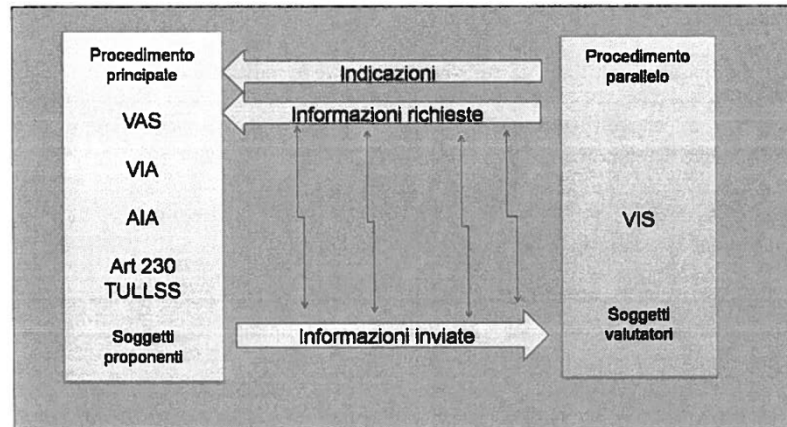 Procedimento
principale
VAS
VIA
AIA
Art 230
TULLSS
Soggetti
proponenti
Indicazioni
Informazioni richieste
Informazioni inviate
Procedimento
parallelo
VIS
Soggetti
valutatori